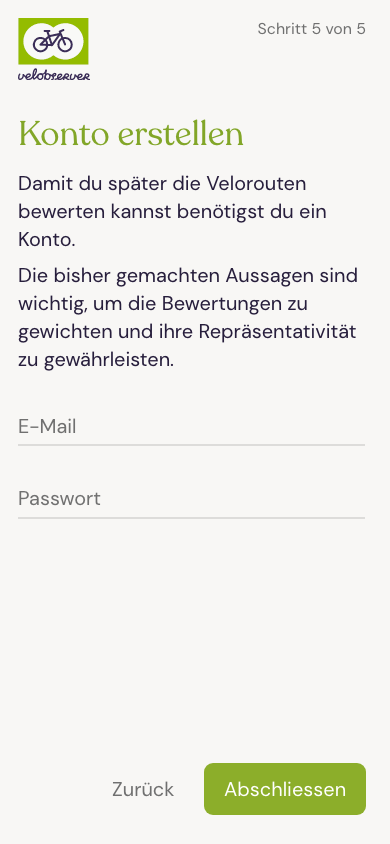 Schritt 5 von 5
velobserver
Konto erstellen
Damit du später die Velorouten
bewerten kannst benötigst du ein
Konto.
Die bisher gemachten Aussagen sind
wichtig, um die Bewertungen zu
gewichten und ihre Repräsentativität
zu gewährleisten.
E-Mail
Passwort
Zurück
Abschliessen